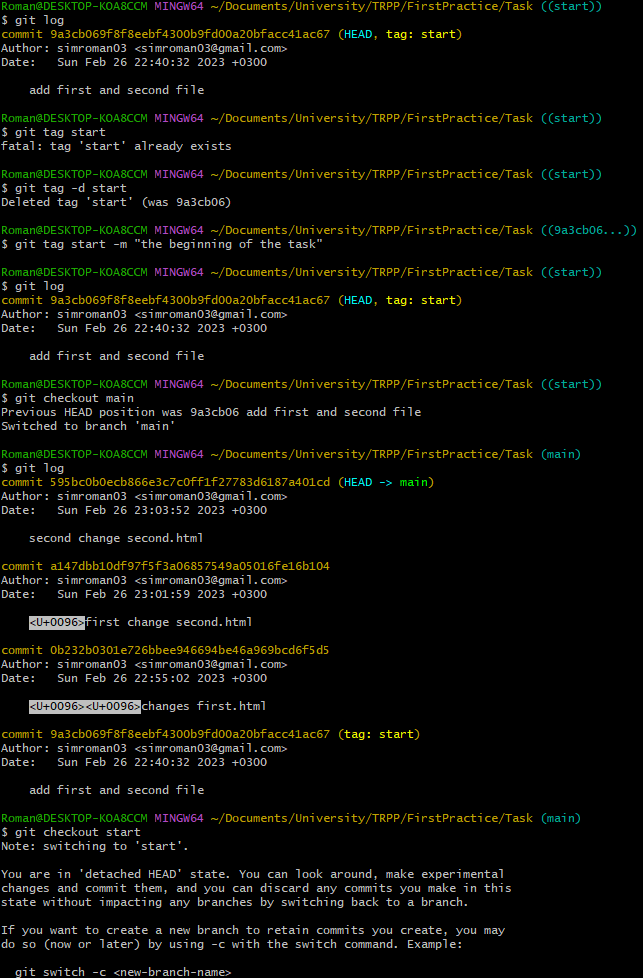 Roman@DESKTOP-KOA8CCM MINGW64 ~/Documents/University/TRPP/FirstPractice/Task ((start))
$ git log
commit 9a3cb069f8f8eebf4300b9fd00a20bfacc41ac67 (HEAD, tag: start)
Author: simroman03 <simroman03@gmail.com>
Date:   Sun Feb 26 22:40:32 2023 +0300

    add first and second file

Roman@DESKTOP-KOA8CCM MINGW64 ~/Documents/University/TRPP/FirstPractice/Task ((start))
$ git tag start
fatal: tag 'start' already exists

Roman@DESKTOP-KOA8CCM MINGW64 ~/Documents/University/TRPP/FirstPractice/Task ((start))
$ git tag -d start
Deleted tag 'start' (was 9a3cb06)

Roman@DESKTOP-KOA8CCM MINGW64 ~/Documents/University/TRPP/FirstPractice/Task ((9a3cb06...))
$ git tag start -m "the beginning of the task"

Roman@DESKTOP-KOA8CCM MINGW64 ~/Documents/University/TRPP/FirstPractice/Task ((start))
$ git log
commit 9a3cb069f8f8eebf4300b9fd00a20bfacc41ac67 (HEAD, tag: start)
Author: simroman03 <simroman03@gmail.com>
Date:   Sun Feb 26 22:40:32 2023 +0300

    add first and second file

Roman@DESKTOP-KOA8CCM MINGW64 ~/Documents/University/TRPP/FirstPractice/Task ((start))
$ git checkout main
Previous HEAD position was 9a3cb06 add first and second file
Switched to branch 'main'

Roman@DESKTOP-KOA8CCM MINGW64 ~/Documents/University/TRPP/FirstPractice/Task (main)
$ git log
commit 595bc0b0ecb866e3c7c0ff1f27783d6187a401cd (HEAD -> main)
Author: simroman03 <simroman03@gmail.com>
Date:   Sun Feb 26 23:03:52 2023 +0300

    second change second.html

commit a147dbb10df97f5f3a06857549a05016fe16b104
Author: simroman03 <simroman03@gmail.com>
Date:   Sun Feb 26 23:01:59 2023 +0300

    <U+0096>first change second.html

commit 0b232b0301e726bbee946694be46a969bcd6f5d5
Author: simroman03 <simroman03@gmail.com>
Date:   Sun Feb 26 22:55:02 2023 +0300

    <U+0096><U+0096>changes first.html

commit 9a3cb069f8f8eebf4300b9fd00a20bfacc41ac67 (tag: start)
Author: simroman03 <simroman03@gmail.com>
Date:   Sun Feb 26 22:40:32 2023 +0300

    add first and second file

Roman@DESKTOP-KOA8CCM MINGW64 ~/Documents/University/TRPP/FirstPractice/Task (main)
$ git checkout start
Note: switching to 'start'.

You are in 'detached HEAD' state. You can look around, make experimental
changes and commit them, and you can discard any commits you make in this
state without impacting any branches by switching back to a branch.

If you want to create a new branch to retain commits you create, you may
do so (now or later) by using -c with the switch command. Example:

  git switch -c <new-branch-name>